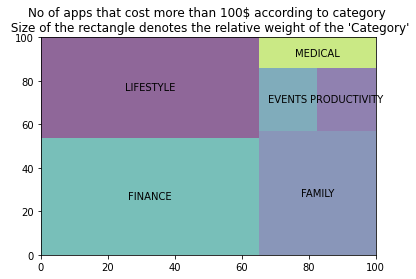 No of apps that cost more than 100$ according to category
Size of the rectangle denotes the relative weight of the 'Category'
100
80
60
40
20
0
MEDICAL
LIFESTYLE
EVENTS PRODUCTIVITY
FINANCE
FAMILY
0 20 40 60 80 100